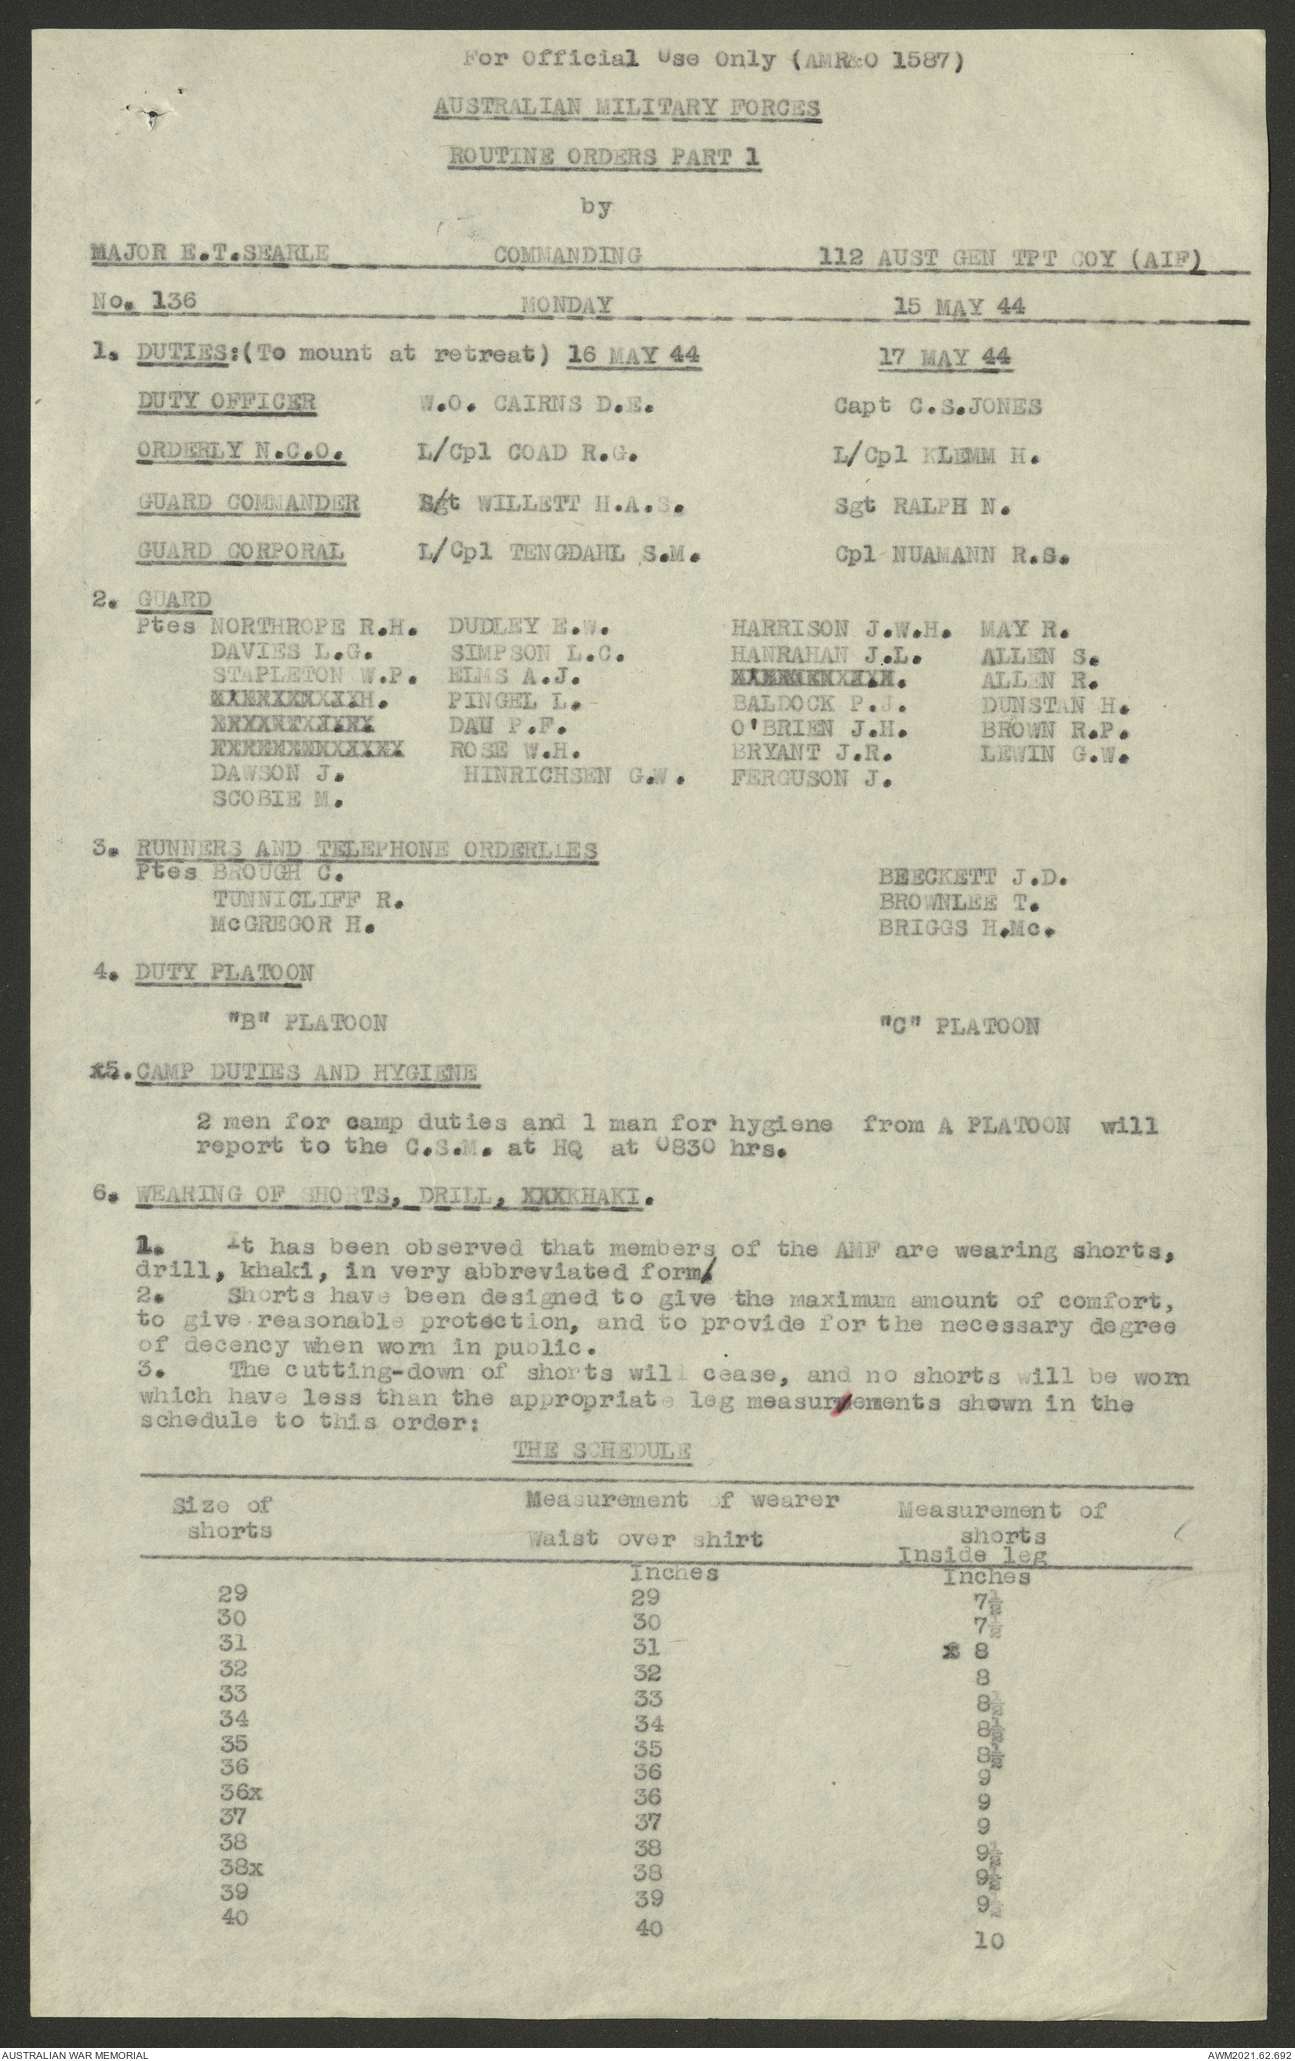 For Official Use Only (AMR&O 1587)
AUSTRALIAN MILITARY FORCES
ROUTINE ORDERS PART 1
by
MAJOR E.T.SEARLE COMMANDING 112 AUST GEN TPT COY (AIF)
No. 136 MONDAY 15 MAY 44
1. DUTIES:(To mount at retreat) 16 MAY 44 17 MAY 44
DUTY OFFICER W.O. CAIRNS D.E. Capt C.S.JONES
ORDERLY N.C.O. L/Cpl COAD R.G. L/Cpl KLEMM H.
GUARD COMMANDER Sgt WILLETT H.A.S. Sgt RALPH N.
GUARD CORPORAL L/Cpl TENGDAHL S.M. Cpl NUAMANN R.S.
2. GUARD
Ptes NORTHROPE R.H. DUDLEY E.W. HARRISON J.W.H. MAY R.
DAVIES L.G. SIMPSON L.C. HANRAHAN J.L. ALLEN S.
STAPLETON W.P. ELMS A.J. ALLEN R.
PINGEL L. BALDOCK P.J. DUNSTAN H.
DAU P.F. O'BRIEN J.H. BROWN R.P.
ROSE W.H. BRYANT J.R. LEWIN G.W.
DAWSON J. HINRICHSEN G.W. FERGUSON J.
SCOBIE M.
3. RUNNERS AND TELEPHONE ORDERLIES
Ptes BROUGH C. BEECKETT J.D.
TUNNICLIFF R. BROWNLEE T.
McGREGOR H. BRIGGS H.Mc.
4. DUTY PLATOON
"B" PLATOON "C" PLATOON
x5.CAMP DUTIES AND HYGIENE
2 men for camp duties and 1 man for hygiene from A PLATOON will
report to the C.S.M. at HQ at 0830 hrs.
6. WEARING OF SHORTS, DRILL, XXXKHAKI.
1. It has been observed that members of the AMF are wearing shorts,
drill, khaki, in very abbreviated form.
2. Shorts have been designed to give the maximum amount of comfort,
to give reasonable protection, and to provide for the necessary degree
of decency when worn in public.
3. The cutting-down of shorts will cease, and no shorts will be worn
which have less than the appropriate leg measurements shown in the
schedule to this order:
THE SCHEDULE
Size of Measurement of wearer Measurement of
shorts Waist over shirt shorts
Inside leg
Inches Inches
29 29 7½
30 30 7½
31 31 x 8
32 32 8
33 33 8½
34 34 8½
35 35 8½
36 36 9
36x 36 9
37 37 9
38 38 9½
38x 38 9½
39 39 9½
40 40 10
AUSTRALIAN WAR MEMORIAL AWM2021.62.692